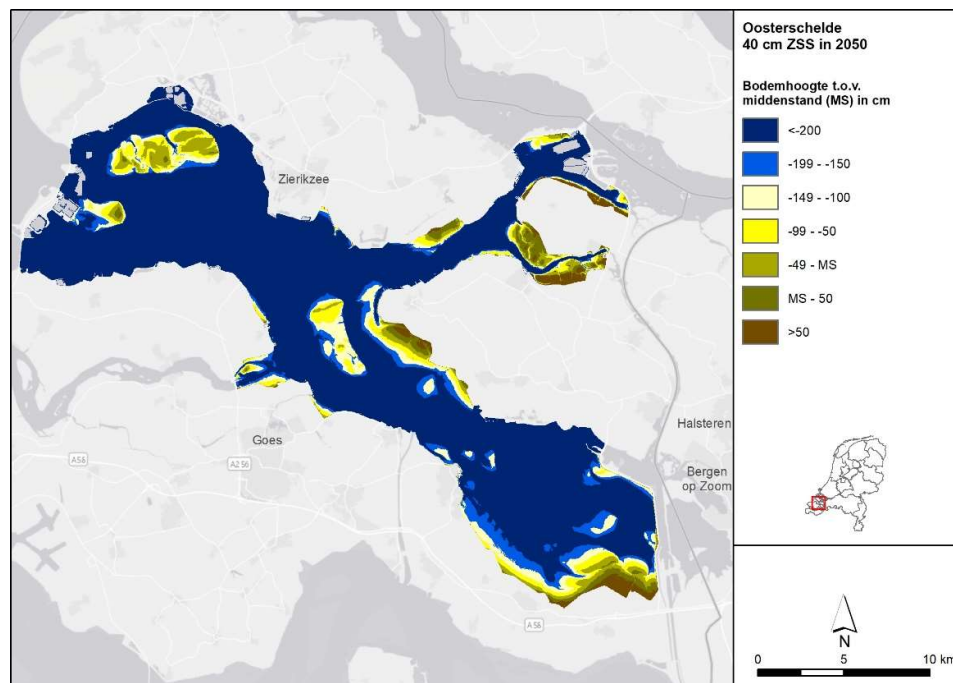 Oosterschelde
40 cm ZSS in 2050
Bodemhoogte t.o.v.
middenstand (MS) in cm
<-200
-199 - -150
-149 - -100
-99 - -50
-49 - MS
MS - 50
>50
Zierikzee
Goes
Halsteren
Bergen
op Zoom
A58
A256
A58
N
0 5 10 km